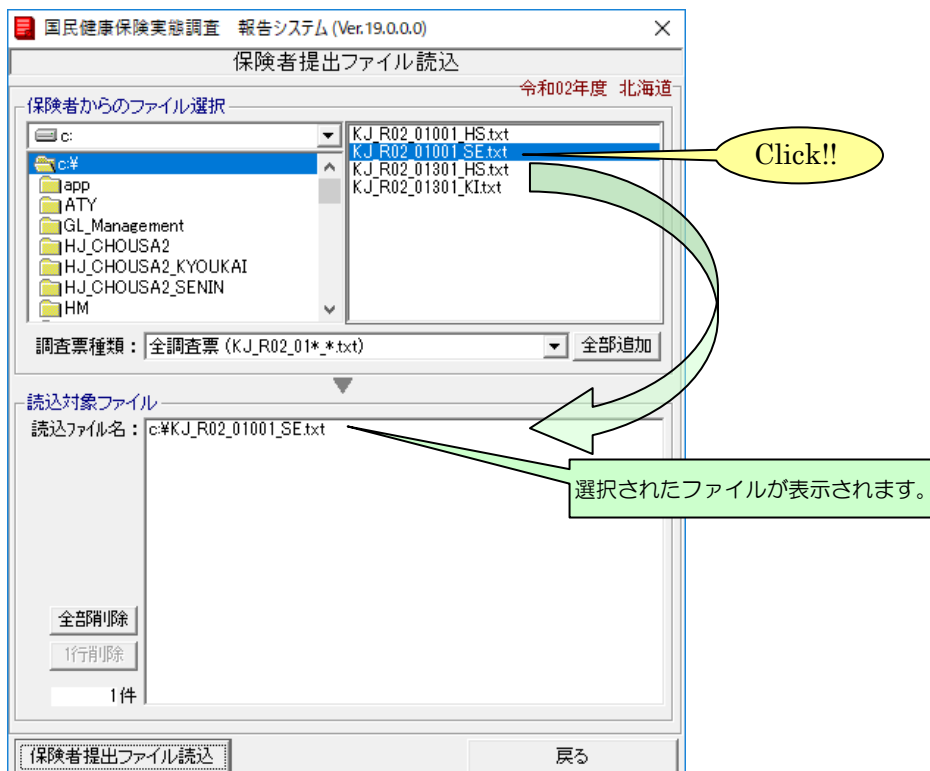 国民健康保険実態調査 報告システム (Ver.19.0.0.0)
保険者提出ファイル読込
令和02年度 北海道
保険者からのファイル選択
c:
c:¥
app
ATY
GL_Management
HJ_CHOUSA2
HJ_CHOUSA2_KYOUKAI
HJ_CHOUSA2_SENIN
HM
KJ_R02_01001_HS.txt
KJ_R02_01001_SE.txt
KJ_R02_01301_HS.txt
KJ_R02_01301_KI.txt
Click!!
調査票種類： 全調査票 (KJ_R02_01*_*.txt)
全部追加
読込対象ファイル
読込ファイル名： c:¥KJ_R02_01001_SE.txt
選択されたファイルが表示されます。
全部削除
1行削除
1件
保険者提出ファイル読込
戻る